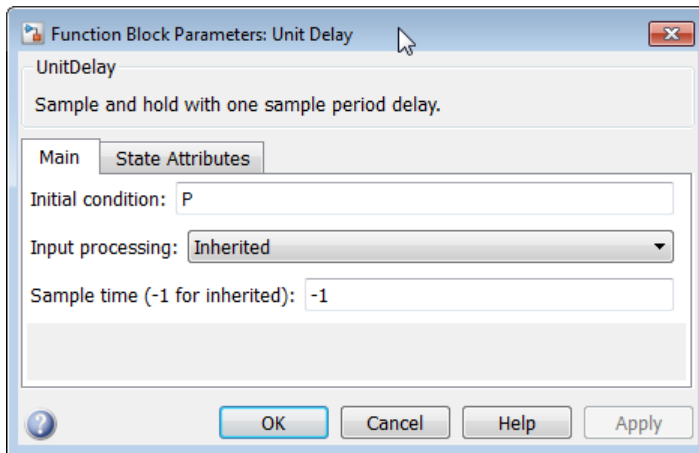 Function Block Parameters: Unit Delay
UnitDelay
Sample and hold with one sample period delay.
Main State Attributes
Initial condition: P
Input processing: Inherited
Sample time (-1 for inherited): -1
OK Cancel Help Apply